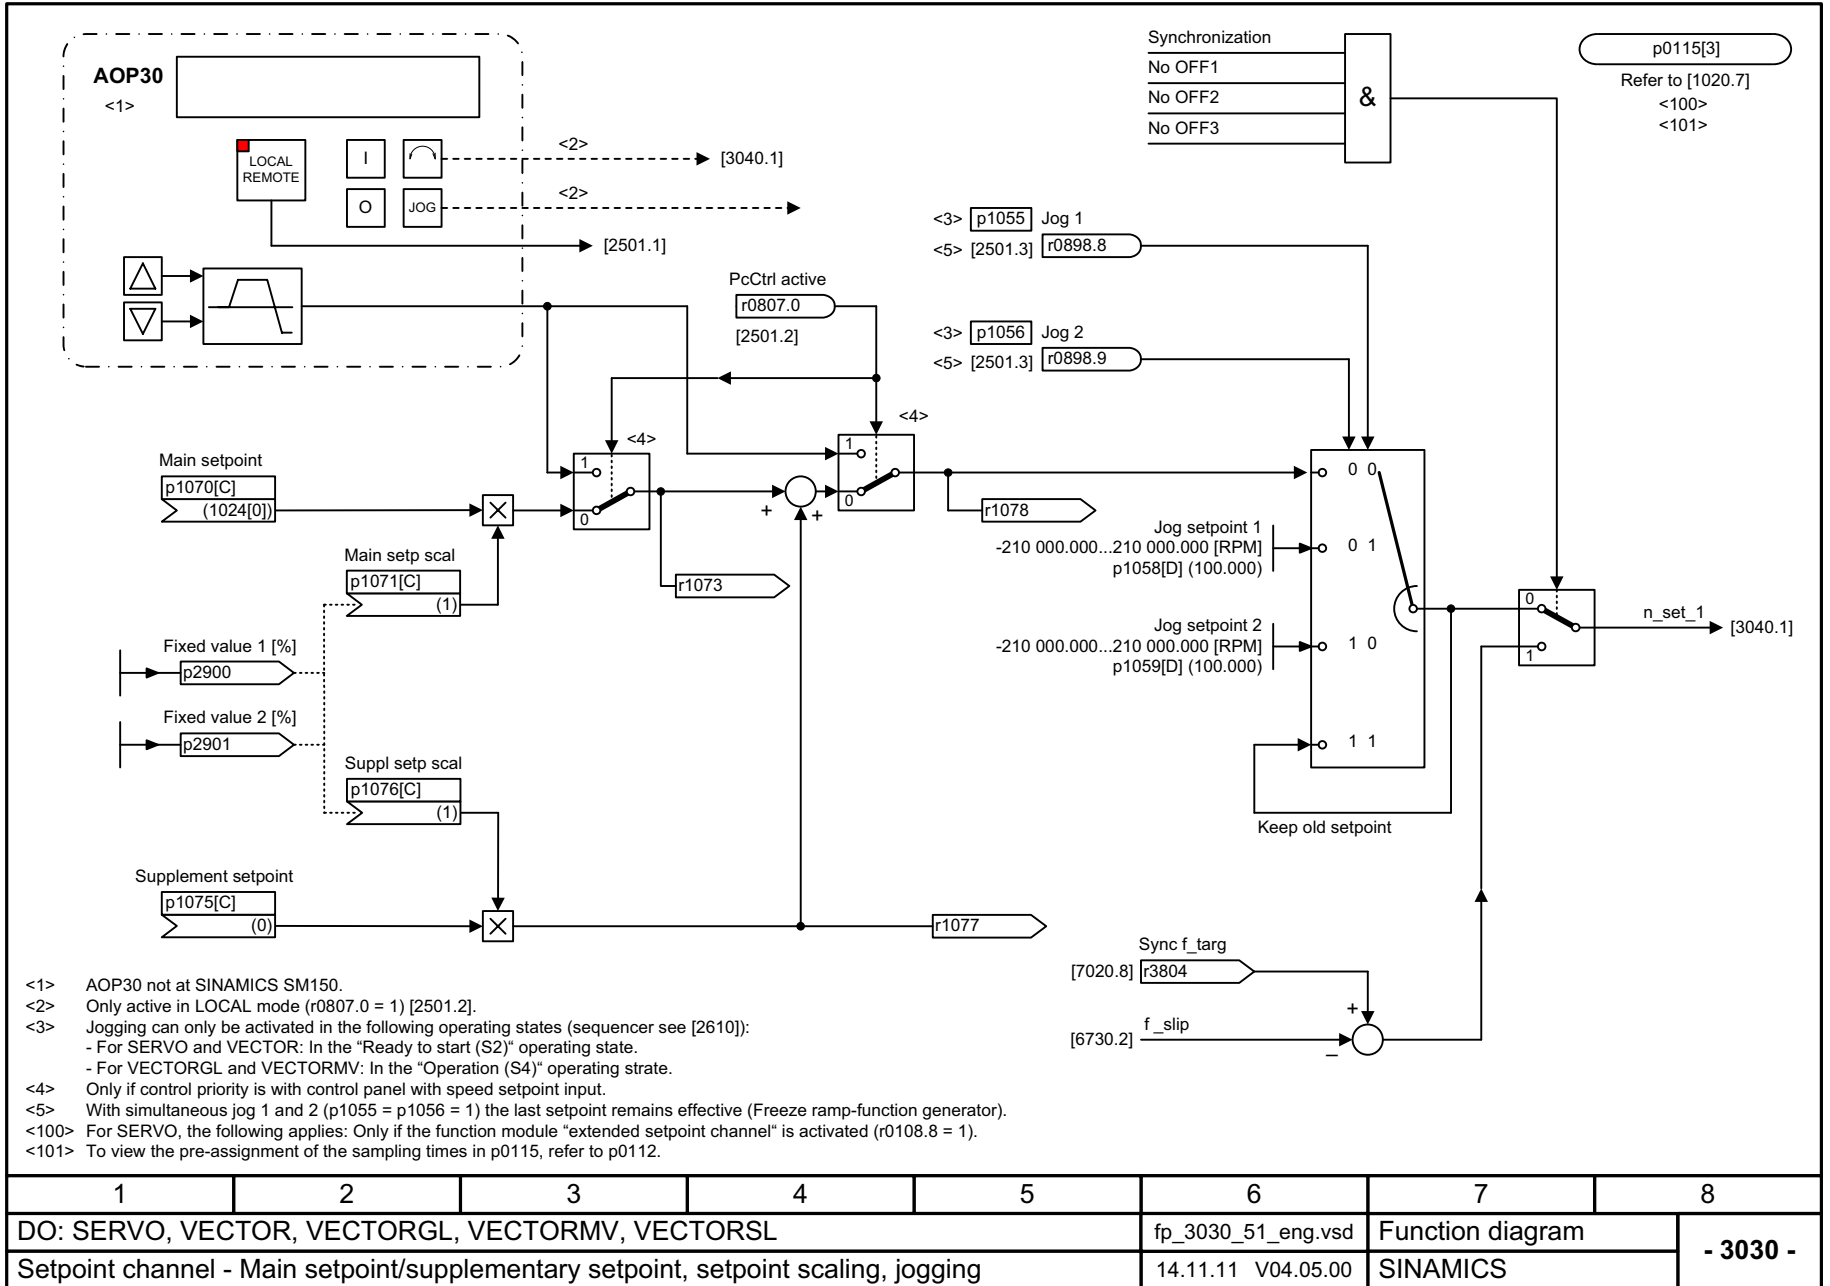 AOP30
<1>
LOCAL
REMOTE
I
O
JOG
<2>
[3040.1]
<2>
[2501.1]
Synchronization
No OFF1
No OFF2
No OFF3
&
p0115[3]
Refer to [1020.7]
<100>
<101>
<3> p1055 Jog 1
<5> [2501.3] r0898.8
<3> p1056 Jog 2
<5> [2501.3] r0898.9
PcCtrl active
r0807.0
[2501.2]
<4>
1
0
<4>
1
0
Main setpoint
p1070[C]
(1024[0])
Main setp scal
p1071[C]
(1)
+
+
r1073
r1078
Fixed value 1 [%]
p2900
Fixed value 2 [%]
p2901
Suppl setp scal
p1076[C]
(1)
Supplement setpoint
p1075[C]
(0)
r1077
0 0
Jog setpoint 1
-210 000.000...210 000.000 [RPM]
p1058[D] (100.000)
0 1
Jog setpoint 2
-210 000.000...210 000.000 [RPM]
p1059[D] (100.000)
1 0
1 1
Keep old setpoint
0
1
n_set_1
[3040.1]
Sync f_targ
[7020.8] r3804
+
f _slip
[6730.2]
–
<1> AOP30 not at SINAMICS SM150.
<2> Only active in LOCAL mode (r0807.0 = 1) [2501.2].
<3> Jogging can only be activated in the following operating states (sequencer see [2610]):
- For SERVO and VECTOR: In the “Ready to start (S2)“ operating state.
- For VECTORGL and VECTORMV: In the “Operation (S4)“ operating strate.
<4> Only if control priority is with control panel with speed setpoint input.
<5> With simultaneous jog 1 and 2 (p1055 = p1056 = 1) the last setpoint remains effective (Freeze ramp-function generator).
<100> For SERVO, the following applies: Only if the function module “extended setpoint channel“ is activated (r0108.8 = 1).
<101> To view the pre-assignment of the sampling times in p0115, refer to p0112.
1 2 3 4 5 6 7 8
DO: SERVO, VECTOR, VECTORGL, VECTORMV, VECTORSL
fp_3030_51_eng.vsd
Function diagram
- 3030 -
Setpoint channel - Main setpoint/supplementary setpoint, setpoint scaling, jogging
14.11.11 V04.05.00
SINAMICS